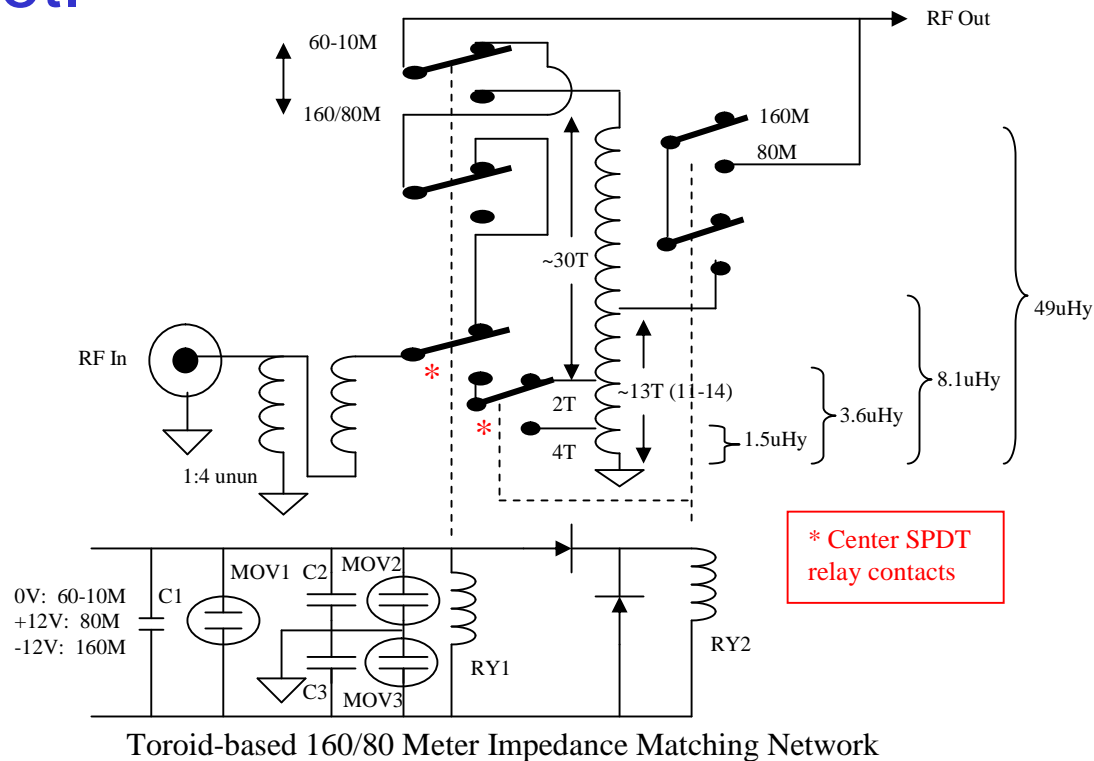 RF Out
60-10M
160/80M
160M
80M
~30T
49uHy
RF In
*
8.1uHy
2T
~13T (11-14)
3.6uHy
*
4T
1.5uHy
1:4 unun
* Center SPDT
relay contacts
MOV1
C2
MOV2
0V: 60-10M
+12V: 80M
-12V: 160M
C1
RY1
RY2
C3
MOV3
Toroid-based 160/80 Meter Impedance Matching Network